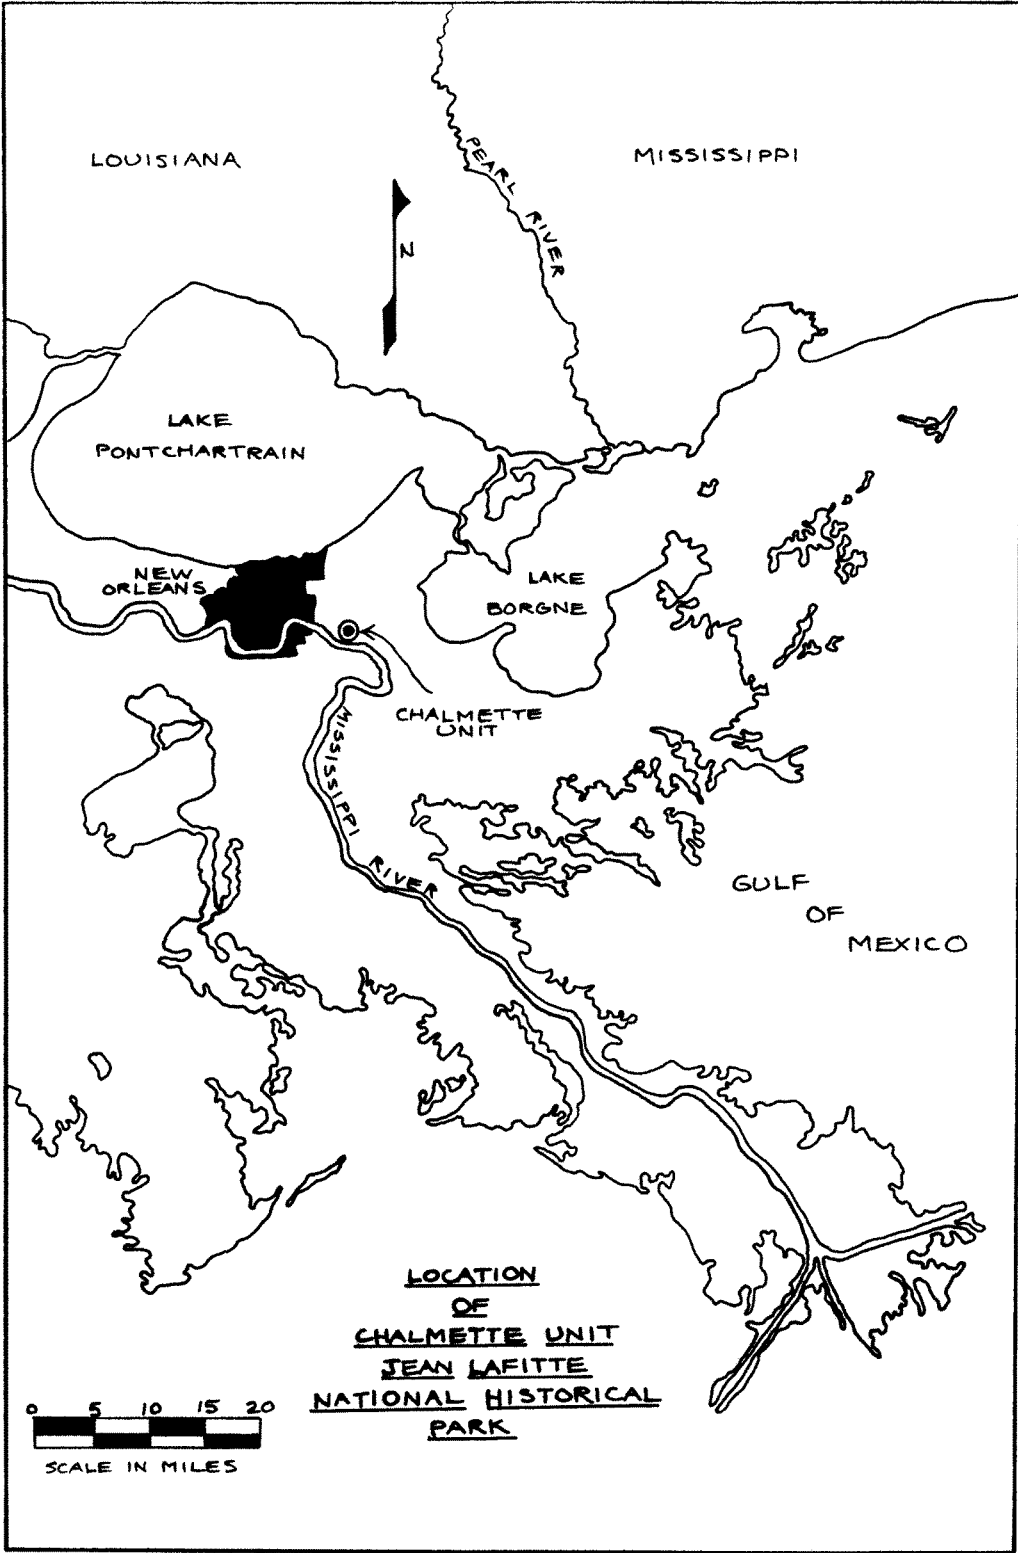 LOUISIANA
MISSISSIPPI
PEARL RIVER
N
LAKE
PONTCHARTRAIN
NEW
ORLEANS
LAKE
BORGNE
CHALMETTE
UNIT
MISSISSIPPI RIVER
GULF
OF
MEXICO
LOCATION
OF
CHALMETTE UNIT
JEAN LAFITTE
NATIONAL HISTORICAL
PARK
0 5 10 15 20
SCALE IN MILES